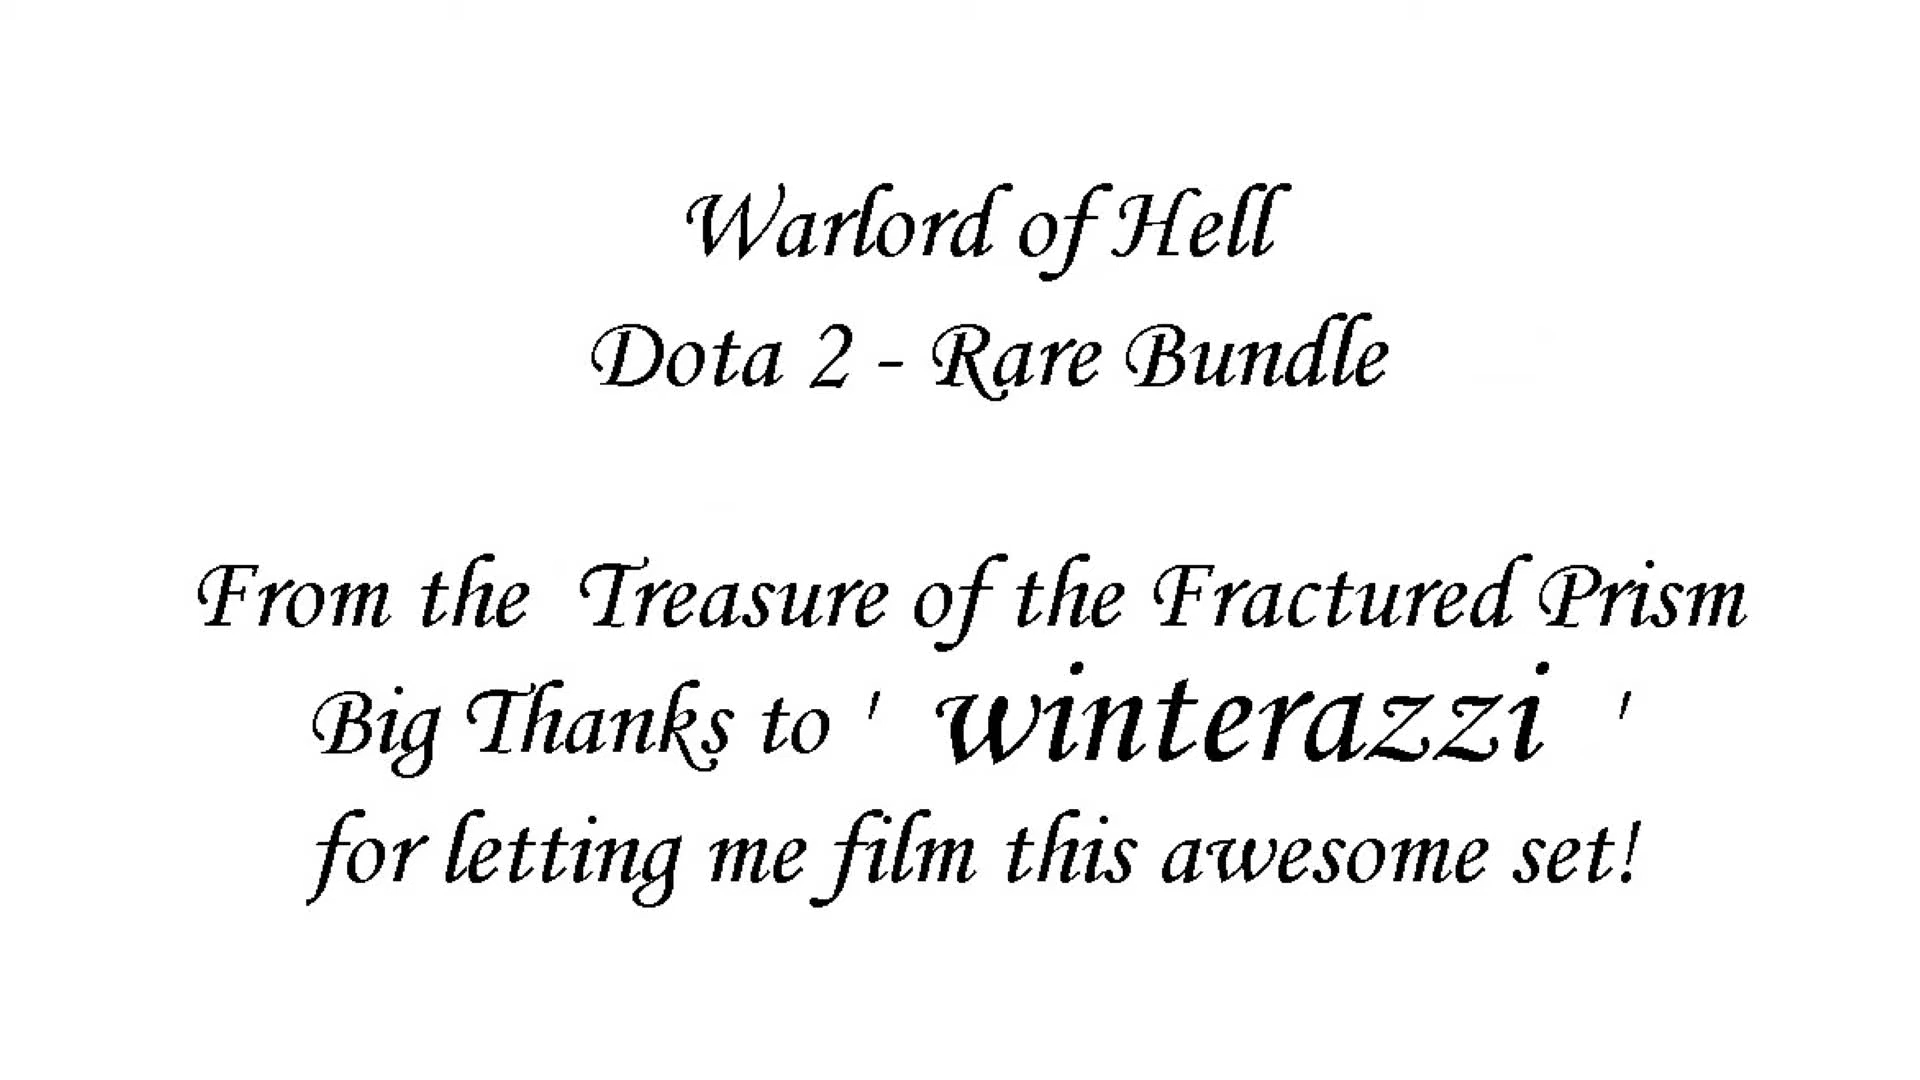 Warlord of Hell
Dota 2 - Rare Bundle
From the Treasure of the Fractured Prism
Big Thanks to ' winterazzi '
for letting me film this awesome set!